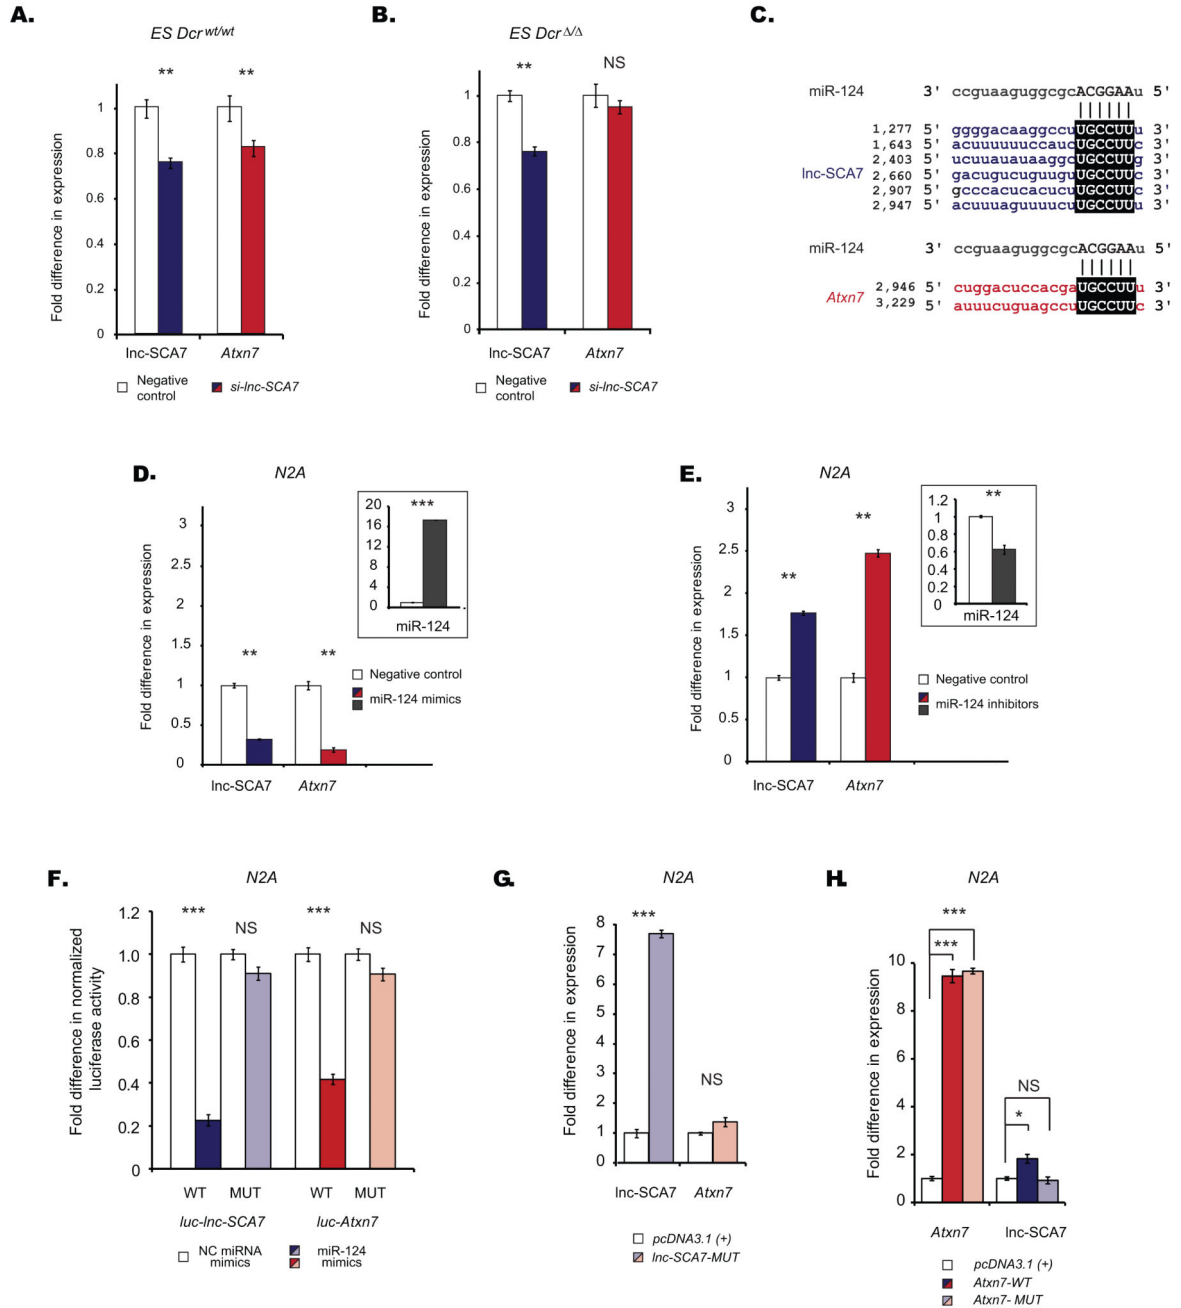 A.
ES Dcr wt/wt
Fold difference in expression
1
0.8
0.6
0.4
0.2
0
**
**
lnc-SCA7
Atxn7
Negative control
si-lnc-SCA7
B.
ES Dcr Δ/Δ
Fold difference in expression
1
0.8
0.6
0.4
0.2
0
**
NS
lnc-SCA7
Atxn7
Negative control
si-lnc-SCA7
C.
miR-124 3' ccguaaguggcgcACGGAAu 5'
lnc-SCA7
1,277 5' ggggacaaggccuUGCCUUu 3'
1,643 5' acuuuuuuccaucUGCCUUc 3'
2,403 5' ucuuauauaaggcUGCCUUg 3'
2,660 5' gacugucuguuguUGCCUUc 3'
2,907 5' gcccacucacucuUGCCUUc 3'
2,947 5' acuuuaguuuucuUGCCUUu 3'
miR-124 3' ccguaaguggcgcACGGAAu 5'
Atxn7
2,946 5' cuggacuccacgaUGCCUUu 3'
3,229 5' auuucuguagccuUGCCUUc 3'
D.
N2A
Fold difference in expression
3
2.5
2
1.5
1
0.5
0
**
**
lnc-SCA7
Atxn7
20
16
12
8
4
0
***
miR-124
Negative control
miR-124 mimics
E.
N2A
Fold difference in expression
3
2.5
2
1.5
1
0.5
0
**
**
lnc-SCA7
Atxn7
1.2
1
0.8
0.6
0.4
0.2
0
**
miR-124
Negative control
miR-124 inhibitors
F.
N2A
Fold difference in normalized
luciferase activity
1.2
1.0
0.8
0.6
0.4
0.2
0
***
NS
***
NS
WT
MUT
WT
MUT
luc-lnc-SCA7
luc-Atxn7
NC miRNA mimics
miR-124 mimics
G.
N2A
Fold difference in expression
8
7
6
5
4
3
2
1
0
***
NS
lnc-SCA7
Atxn7
pcDNA3.1 (+)
lnc-SCA7-MUT
H.
N2A
Fold difference in expression
10
8
6
4
2
0
***
***
NS
*
Atxn7
lnc-SCA7
pcDNA3.1 (+)
Atxn7-WT
Atxn7- MUT